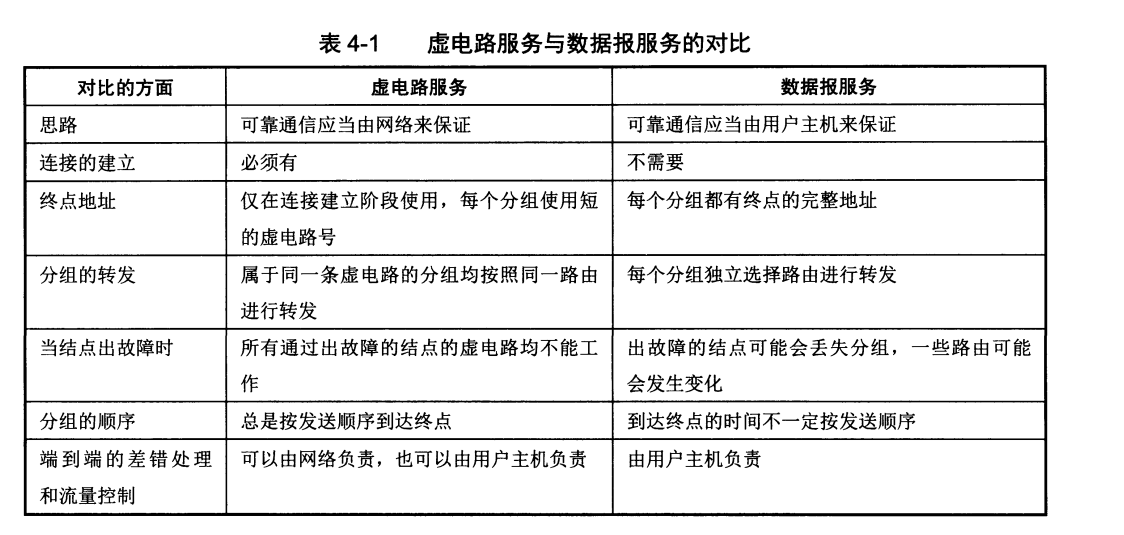 表 4-1 虚电路服务与数据报服务的对比
对比的方面 虚电路服务 数据报服务
思路 可靠通信应当由网络来保证 可靠通信应当由用户主机来保证
连接的建立 必须有 不需要
终点地址 仅在连接建立阶段使用，每个分组使用短 每个分组都有终点的完整地址
的虚电路号
分组的转发 属于同一条虚电路的分组均按照同一路由 每个分组独立选择路由进行转发
进行转发
当结点出故障时 所有通过出故障的结点的虚电路均不能工 出故障的结点可能会丢失分组，一些路由可能
作 会发生变化
分组的顺序 总是按发送顺序到达终点 到达终点的时间不一定按发送顺序
端到端的差错处理 可以由网络负责，也可以由用户主机负责 由用户主机负责
和流量控制